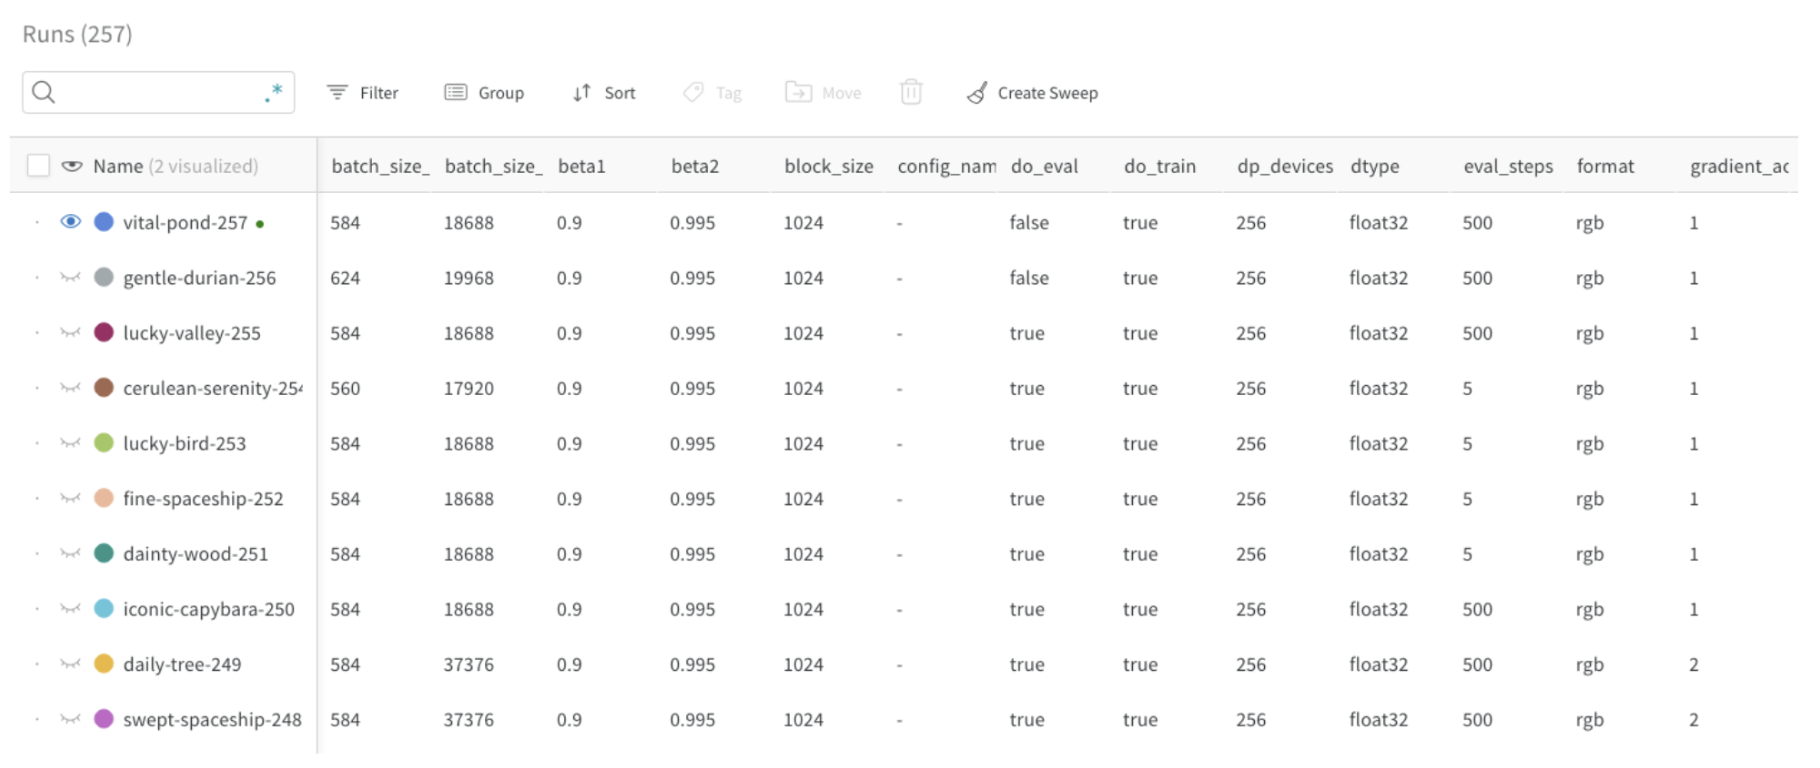 Runs (257)
.* Filter Group Sort Tag Move Create Sweep
Name (2 visualized) batch_size_ batch_size_ beta1 beta2 block_size config_nam do_eval do_train dp_devices dtype eval_steps format gradient_ac
vital-pond-257 584 18688 0.9 0.995 1024 - false true 256 float32 500 rgb 1
gentle-durian-256 624 19968 0.9 0.995 1024 - false true 256 float32 500 rgb 1
lucky-valley-255 584 18688 0.9 0.995 1024 - true true 256 float32 500 rgb 1
cerulean-serenity-254 560 17920 0.9 0.995 1024 - true true 256 float32 5 rgb 1
lucky-bird-253 584 18688 0.9 0.995 1024 - true true 256 float32 5 rgb 1
fine-spaceship-252 584 18688 0.9 0.995 1024 - true true 256 float32 5 rgb 1
dainty-wood-251 584 18688 0.9 0.995 1024 - true true 256 float32 5 rgb 1
iconic-capybara-250 584 18688 0.9 0.995 1024 - true true 256 float32 500 rgb 1
daily-tree-249 584 37376 0.9 0.995 1024 - true true 256 float32 500 rgb 2
swept-spaceship-248 584 37376 0.9 0.995 1024 - true true 256 float32 500 rgb 2